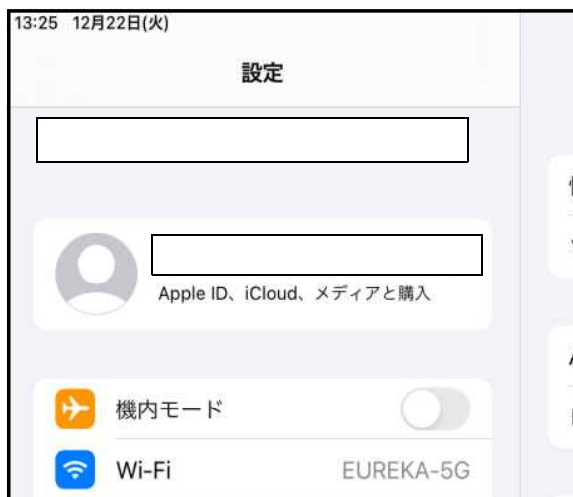 13:25 12月22日(火)
設定
Apple ID、iCloud、メディアと購入
機内モード
Wi-Fi EUREKA-5G